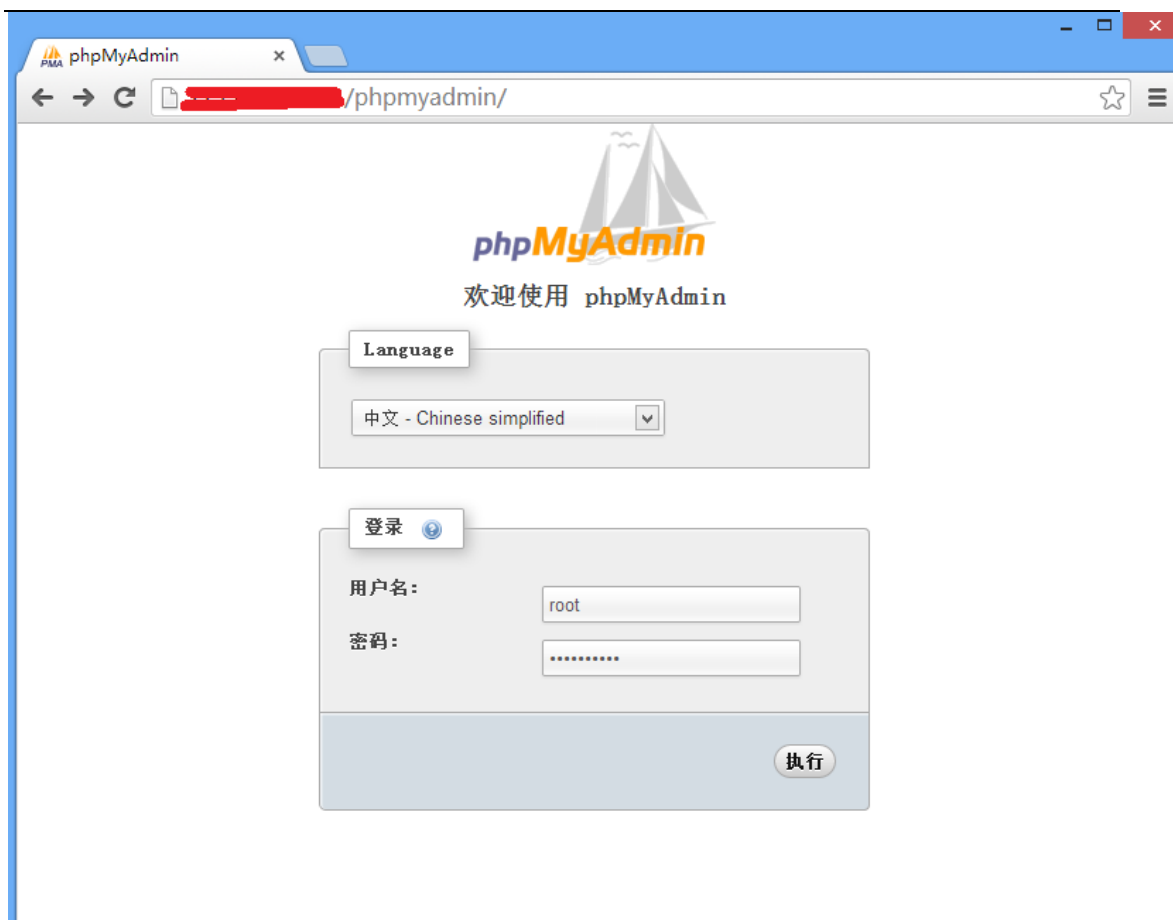 phpMyAdmin
/phpmyadmin/
phpMyAdmin
欢迎使用 phpMyAdmin
Language
中文 - Chinese simplified
登录
用户名:
root
密码:
••••••••••
执行